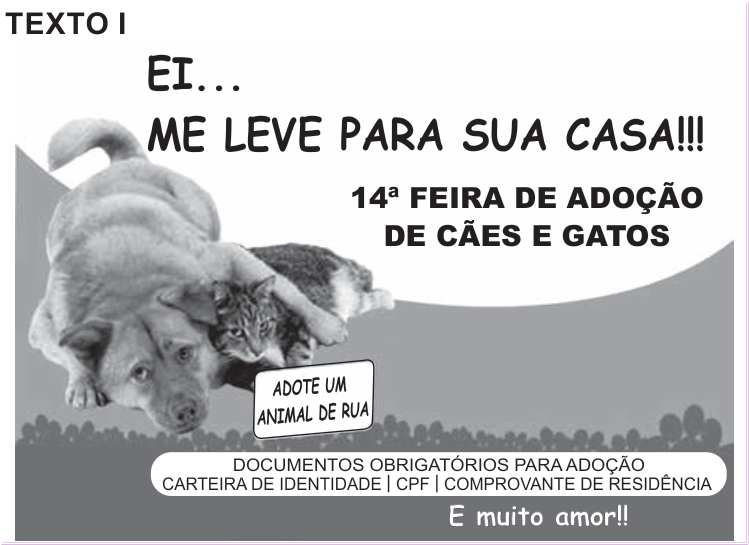 TEXTO I
EI...
ME LEVE PARA SUA CASA!!!
14ª FEIRA DE ADOÇÃO
DE CÃES E GATOS
ADOTE UM
ANIMAL DE RUA
DOCUMENTOS OBRIGATÓRIOS PARA ADOÇÃO
CARTEIRA DE IDENTIDADE | CPF | COMPROVANTE DE RESIDÊNCIA
E muito amor!!